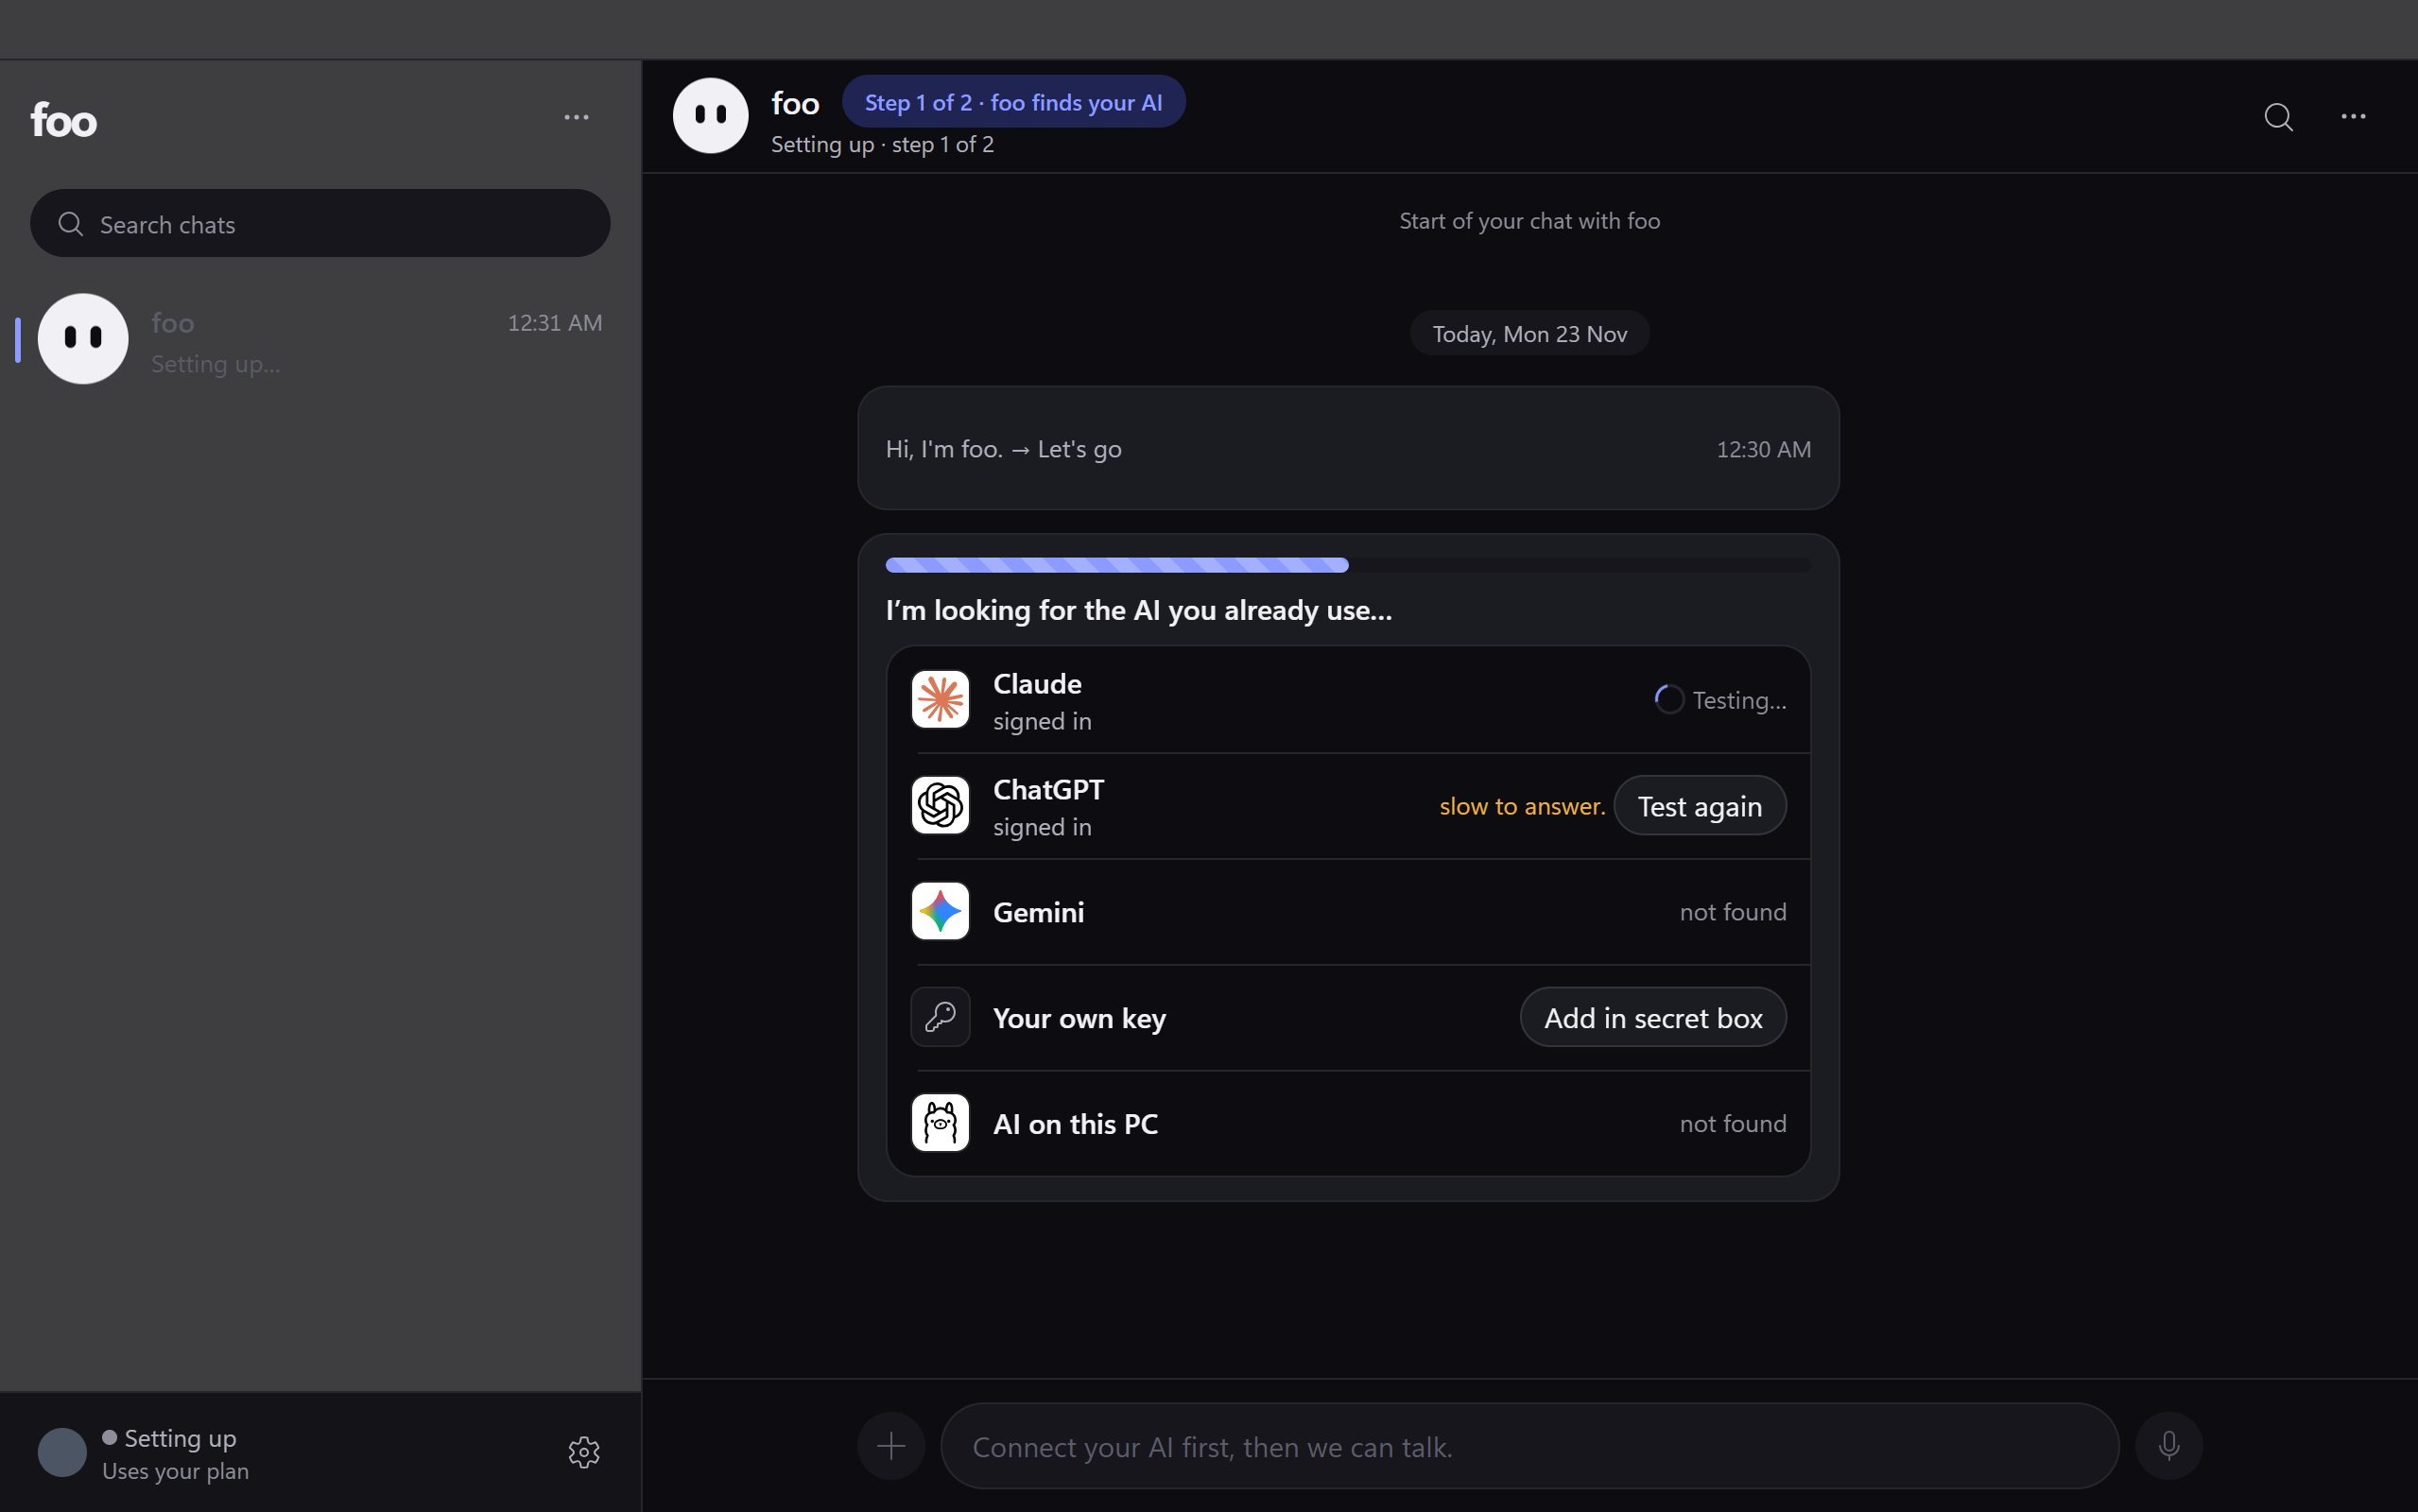 foo
Search chats
foo
12:31 AM
Setting up...
Setting up
Uses your plan
foo
Step 1 of 2 · foo finds your AI
Setting up · step 1 of 2
Start of your chat with foo
Today, Mon 23 Nov
Hi, I'm foo. → Let's go
12:30 AM
I’m looking for the AI you already use...
Claude
signed in
Testing...
ChatGPT
signed in
slow to answer.
Test again
Gemini
not found
Your own key
Add in secret box
AI on this PC
not found
Connect your AI first, then we can talk.